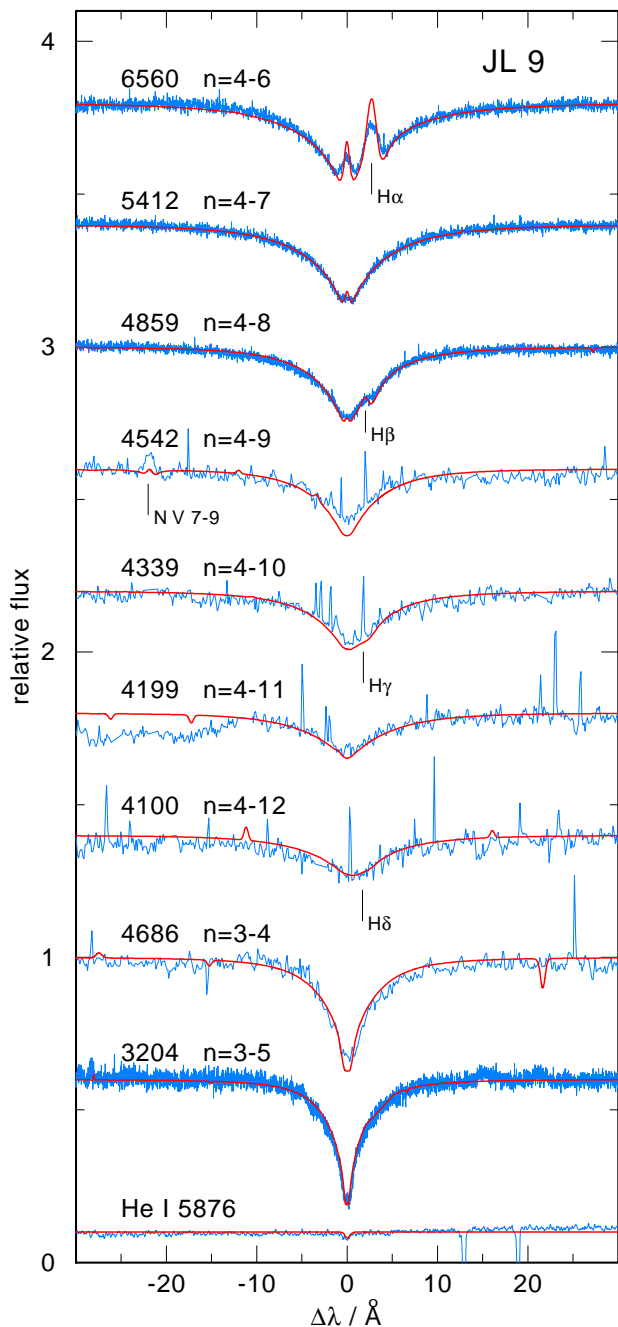 JL 9
4
6560 n=4-6
Hα
5412 n=4-7
3
4859 n=4-8
Hβ
4542 n=4-9
N V 7-9
4339 n=4-10
relative flux
2
Hγ
4199 n=4-11
4100 n=4-12
Hδ
1
4686 n=3-4
3204 n=3-5
He I 5876
0
-20 -10 0 10 20
Δλ / Å